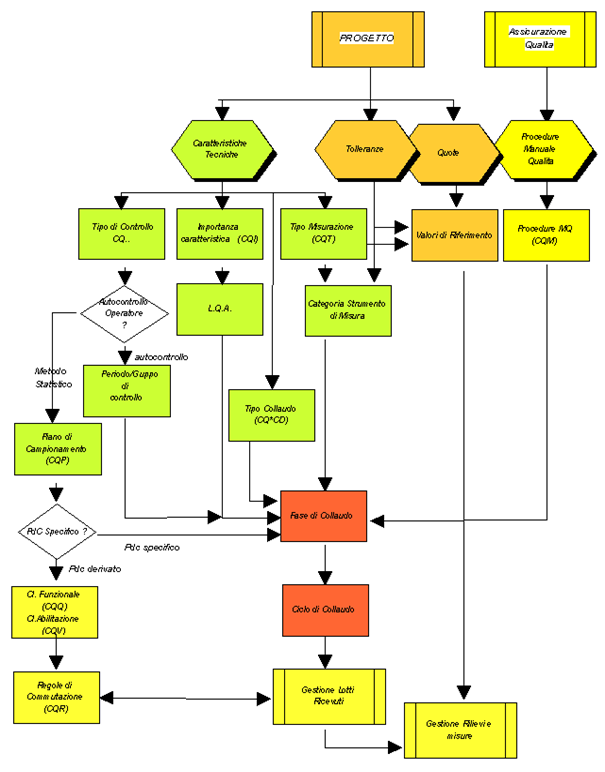 PROGETTO
Assicurazione
Qualita
Caratteristiche
Tecniche
Tolleranze
Quote
Procedure
Manuale
Qualita
Tipo di Controllo
CQ..
Importanza
caratteristica (CQI)
Tipo Misurazione
(CQT)
Valori di Riferimento
Procedure MQ
(CQM)
Autocontrollo
Operatore
?
L.Q.A.
Categoria Strumento
di Misura
autocontrollo
Metodo
Statistico
Periodo/Guppo
di
controllo
Tipo Collaudo
(CQ*CD)
Piano di
Campionamento
(CQP)
Fase di Collaudo
PdC Specifico ?
Pdc specifico
Pdc derivato
Cl. Funzionale
(CQQ)
Cl.Abilitazione
(CQV)
Ciclo di Collaudo
Regole di
Commutazione
(CQR)
Gestione Lotti
Ricevuti
Gestione Rilievi e
misure